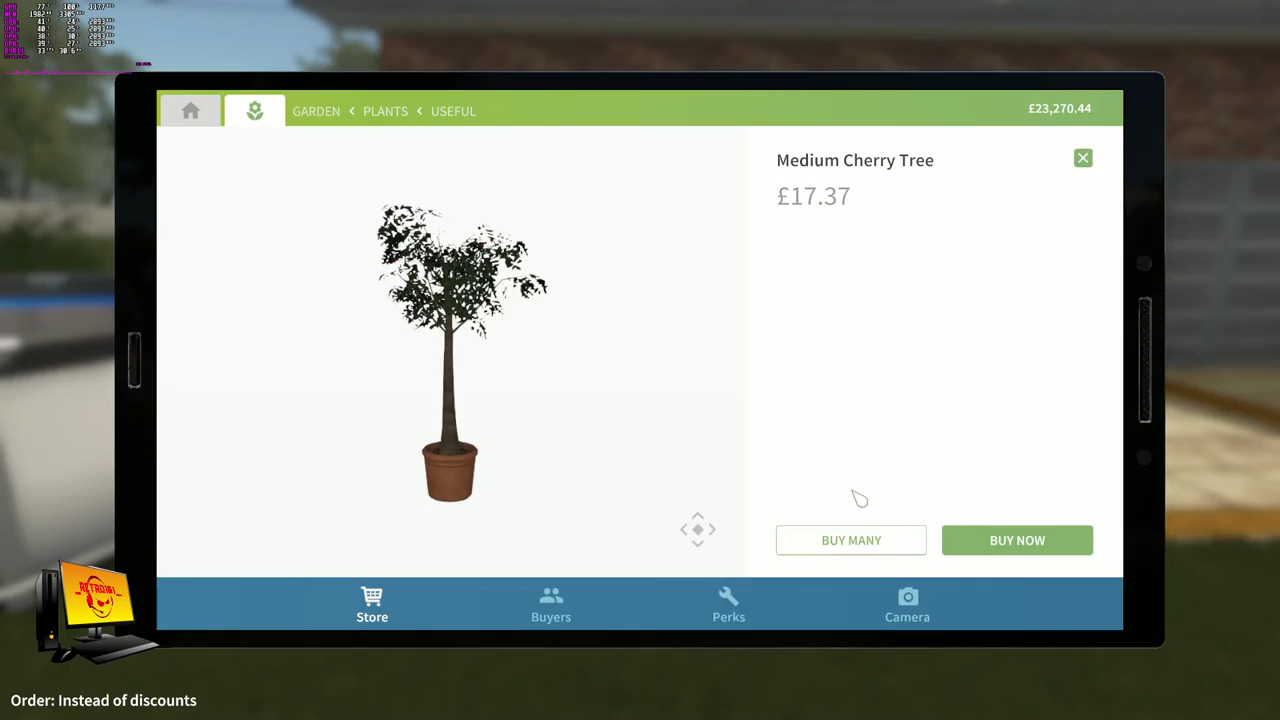 GARDEN < PLANTS < USEFUL
£23,270.44
Medium Cherry Tree
£17.37
BUY MANY
BUY NOW
Store
Buyers
Perks
Camera
RETRO161
Order: Instead of discounts